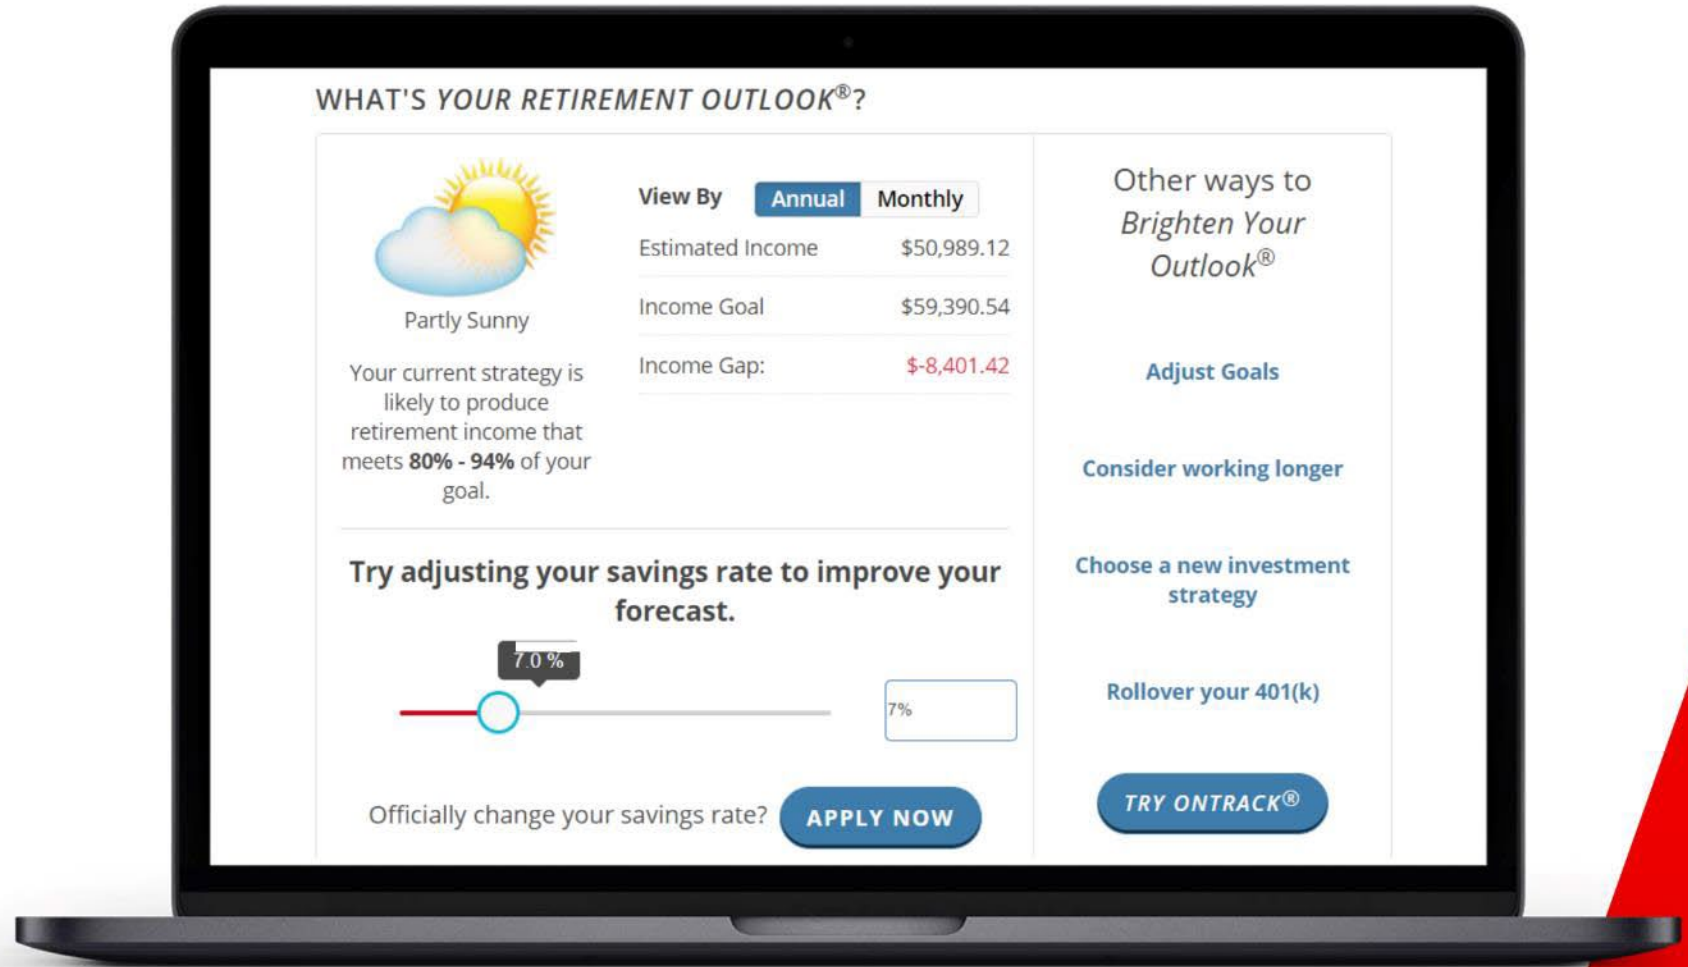 WHAT'S YOUR RETIREMENT OUTLOOK®?
Partly Sunny
Your current strategy is
likely to produce
retirement income that
meets 80% - 94% of your
goal.
View By Annual Monthly
Estimated Income $50,989.12
Income Goal $59,390.54
Income Gap: $-8,401.42
Try adjusting your savings rate to improve your
forecast.
7.0 %
7%
Officially change your savings rate? APPLY NOW
Other ways to
Brighten Your
Outlook®
Adjust Goals
Consider working longer
Choose a new investment
strategy
Rollover your 401(k)
TRY ONTRACK®